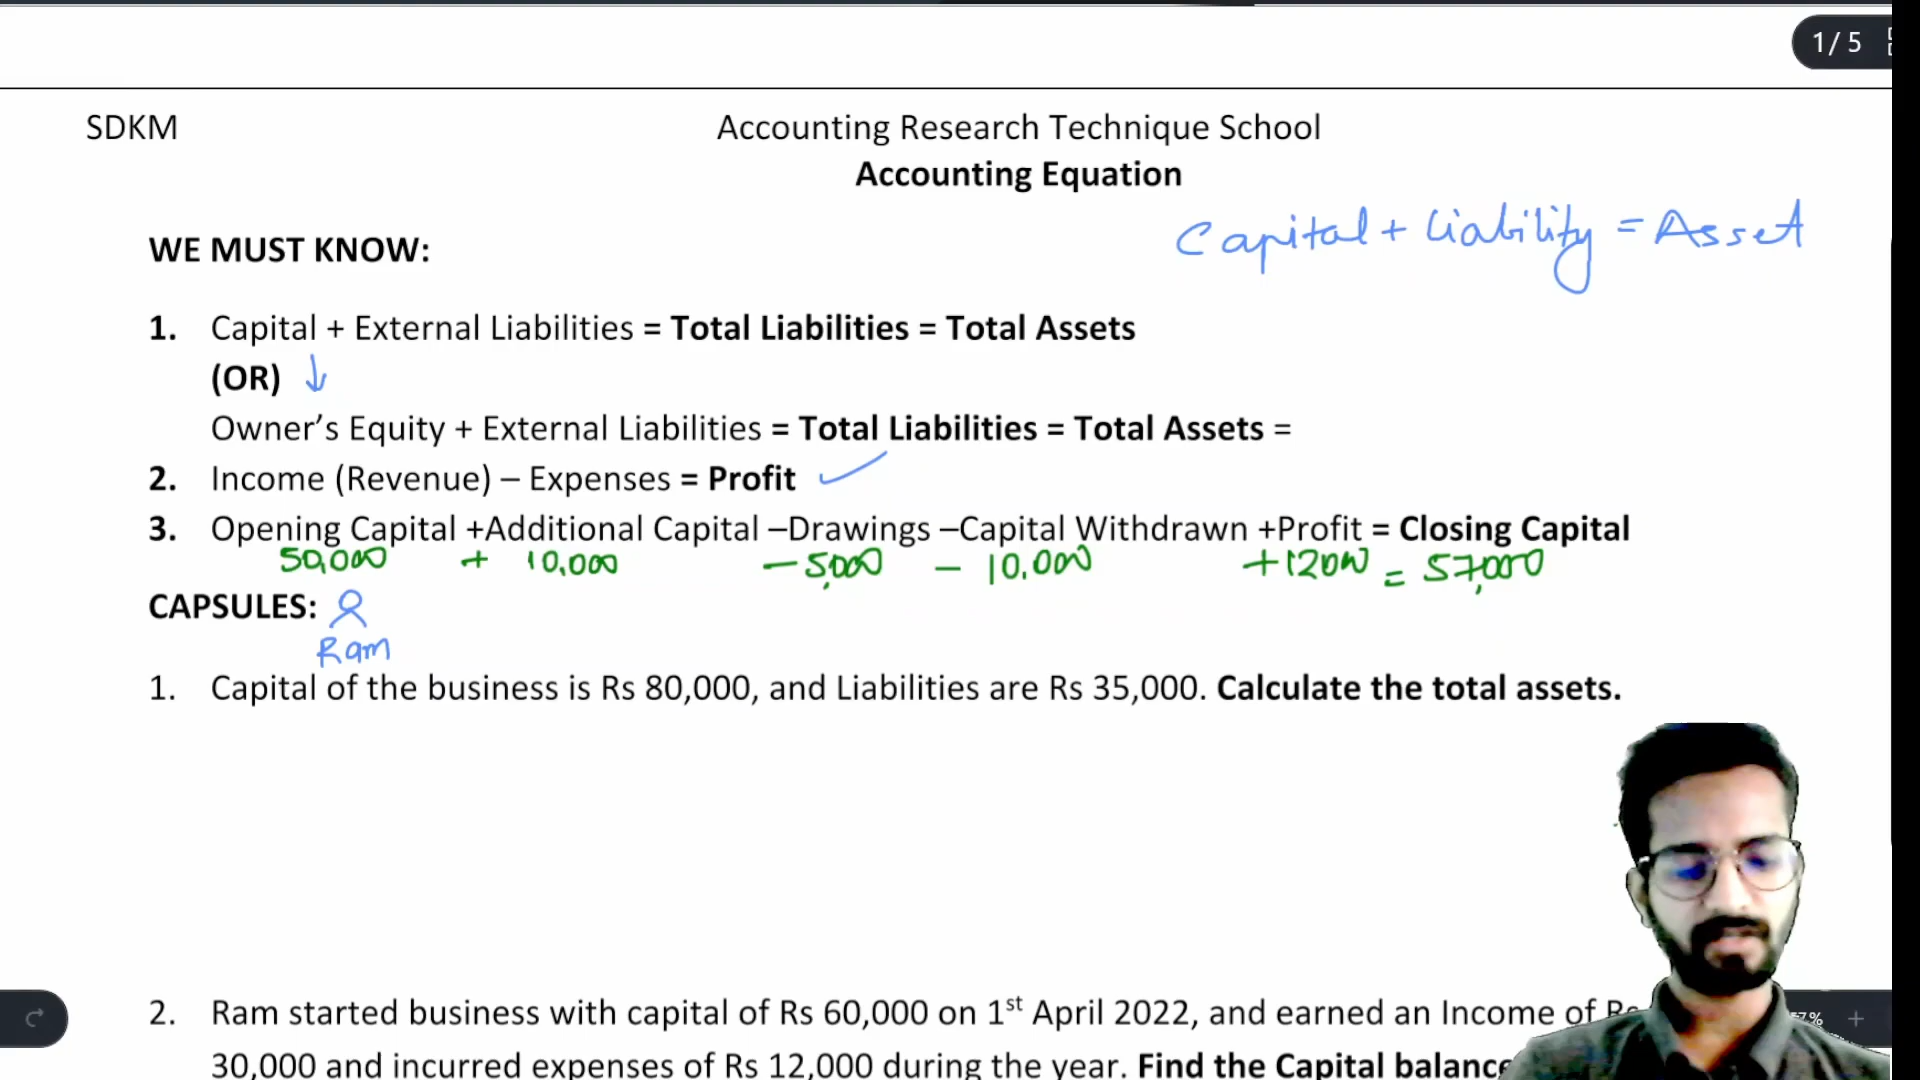 1/5
SDKM
Accounting Research Technique School
Accounting Equation
Capital + Liability = Asset
WE MUST KNOW:
1. Capital + External Liabilities = Total Liabilities = Total Assets
(OR) ↓
Owner’s Equity + External Liabilities = Total Liabilities = Total Assets =
2. Income (Revenue) – Expenses = Profit ✓
3. Opening Capital +Additional Capital –Drawings –Capital Withdrawn +Profit = Closing Capital
50,000 + 10,000 – 5,000 – 10,000 +12000 = 57,000
CAPSULES:
Ram
1. Capital of the business is Rs 80,000, and Liabilities are Rs 35,000. Calculate the total assets.
2. Ram started business with capital of Rs 60,000 on 1st April 2022, and earned an Income of Rs
30,000 and incurred expenses of Rs 12,000 during the year. Find the Capital balance